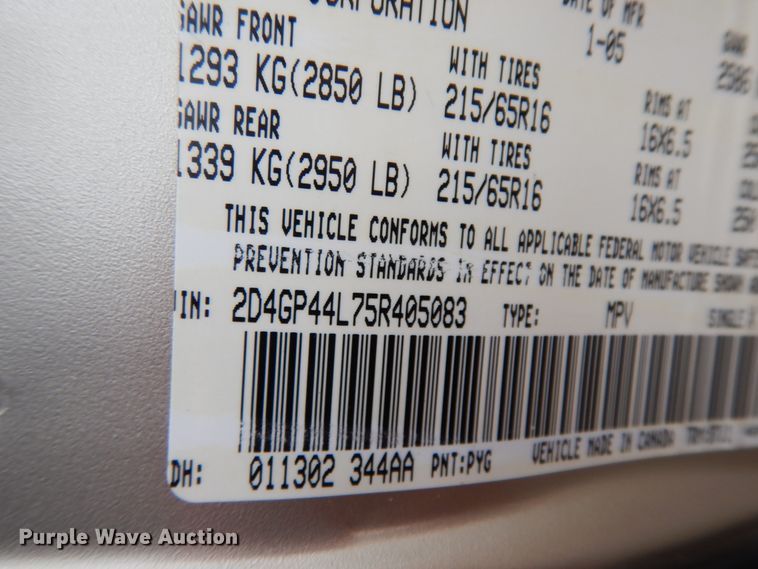 CORPORATION
DATE OF MFR
1-05
GAWR FRONT
1293 KG(2850 LB)
WITH TIRES
215/65R16
RIMS AT
16X6.5
GAWR REAR
1339 KG(2950 LB)
WITH TIRES
215/65R16
RIMS AT
16X6.5
THIS VEHICLE CONFORMS TO ALL APPLICABLE FEDERAL MOTOR VEHICLE
PREVENTION STANDARDS IN EFFECT ON THE DATE OF MANUFACTURE SHOWN
VIN: 2D4GP44L75R405083 TYPE: MPV SINGLE
VEHICLE MADE IN CANADA
MDH: 011302 344AA PNT:PYG
Purple Wave Auction